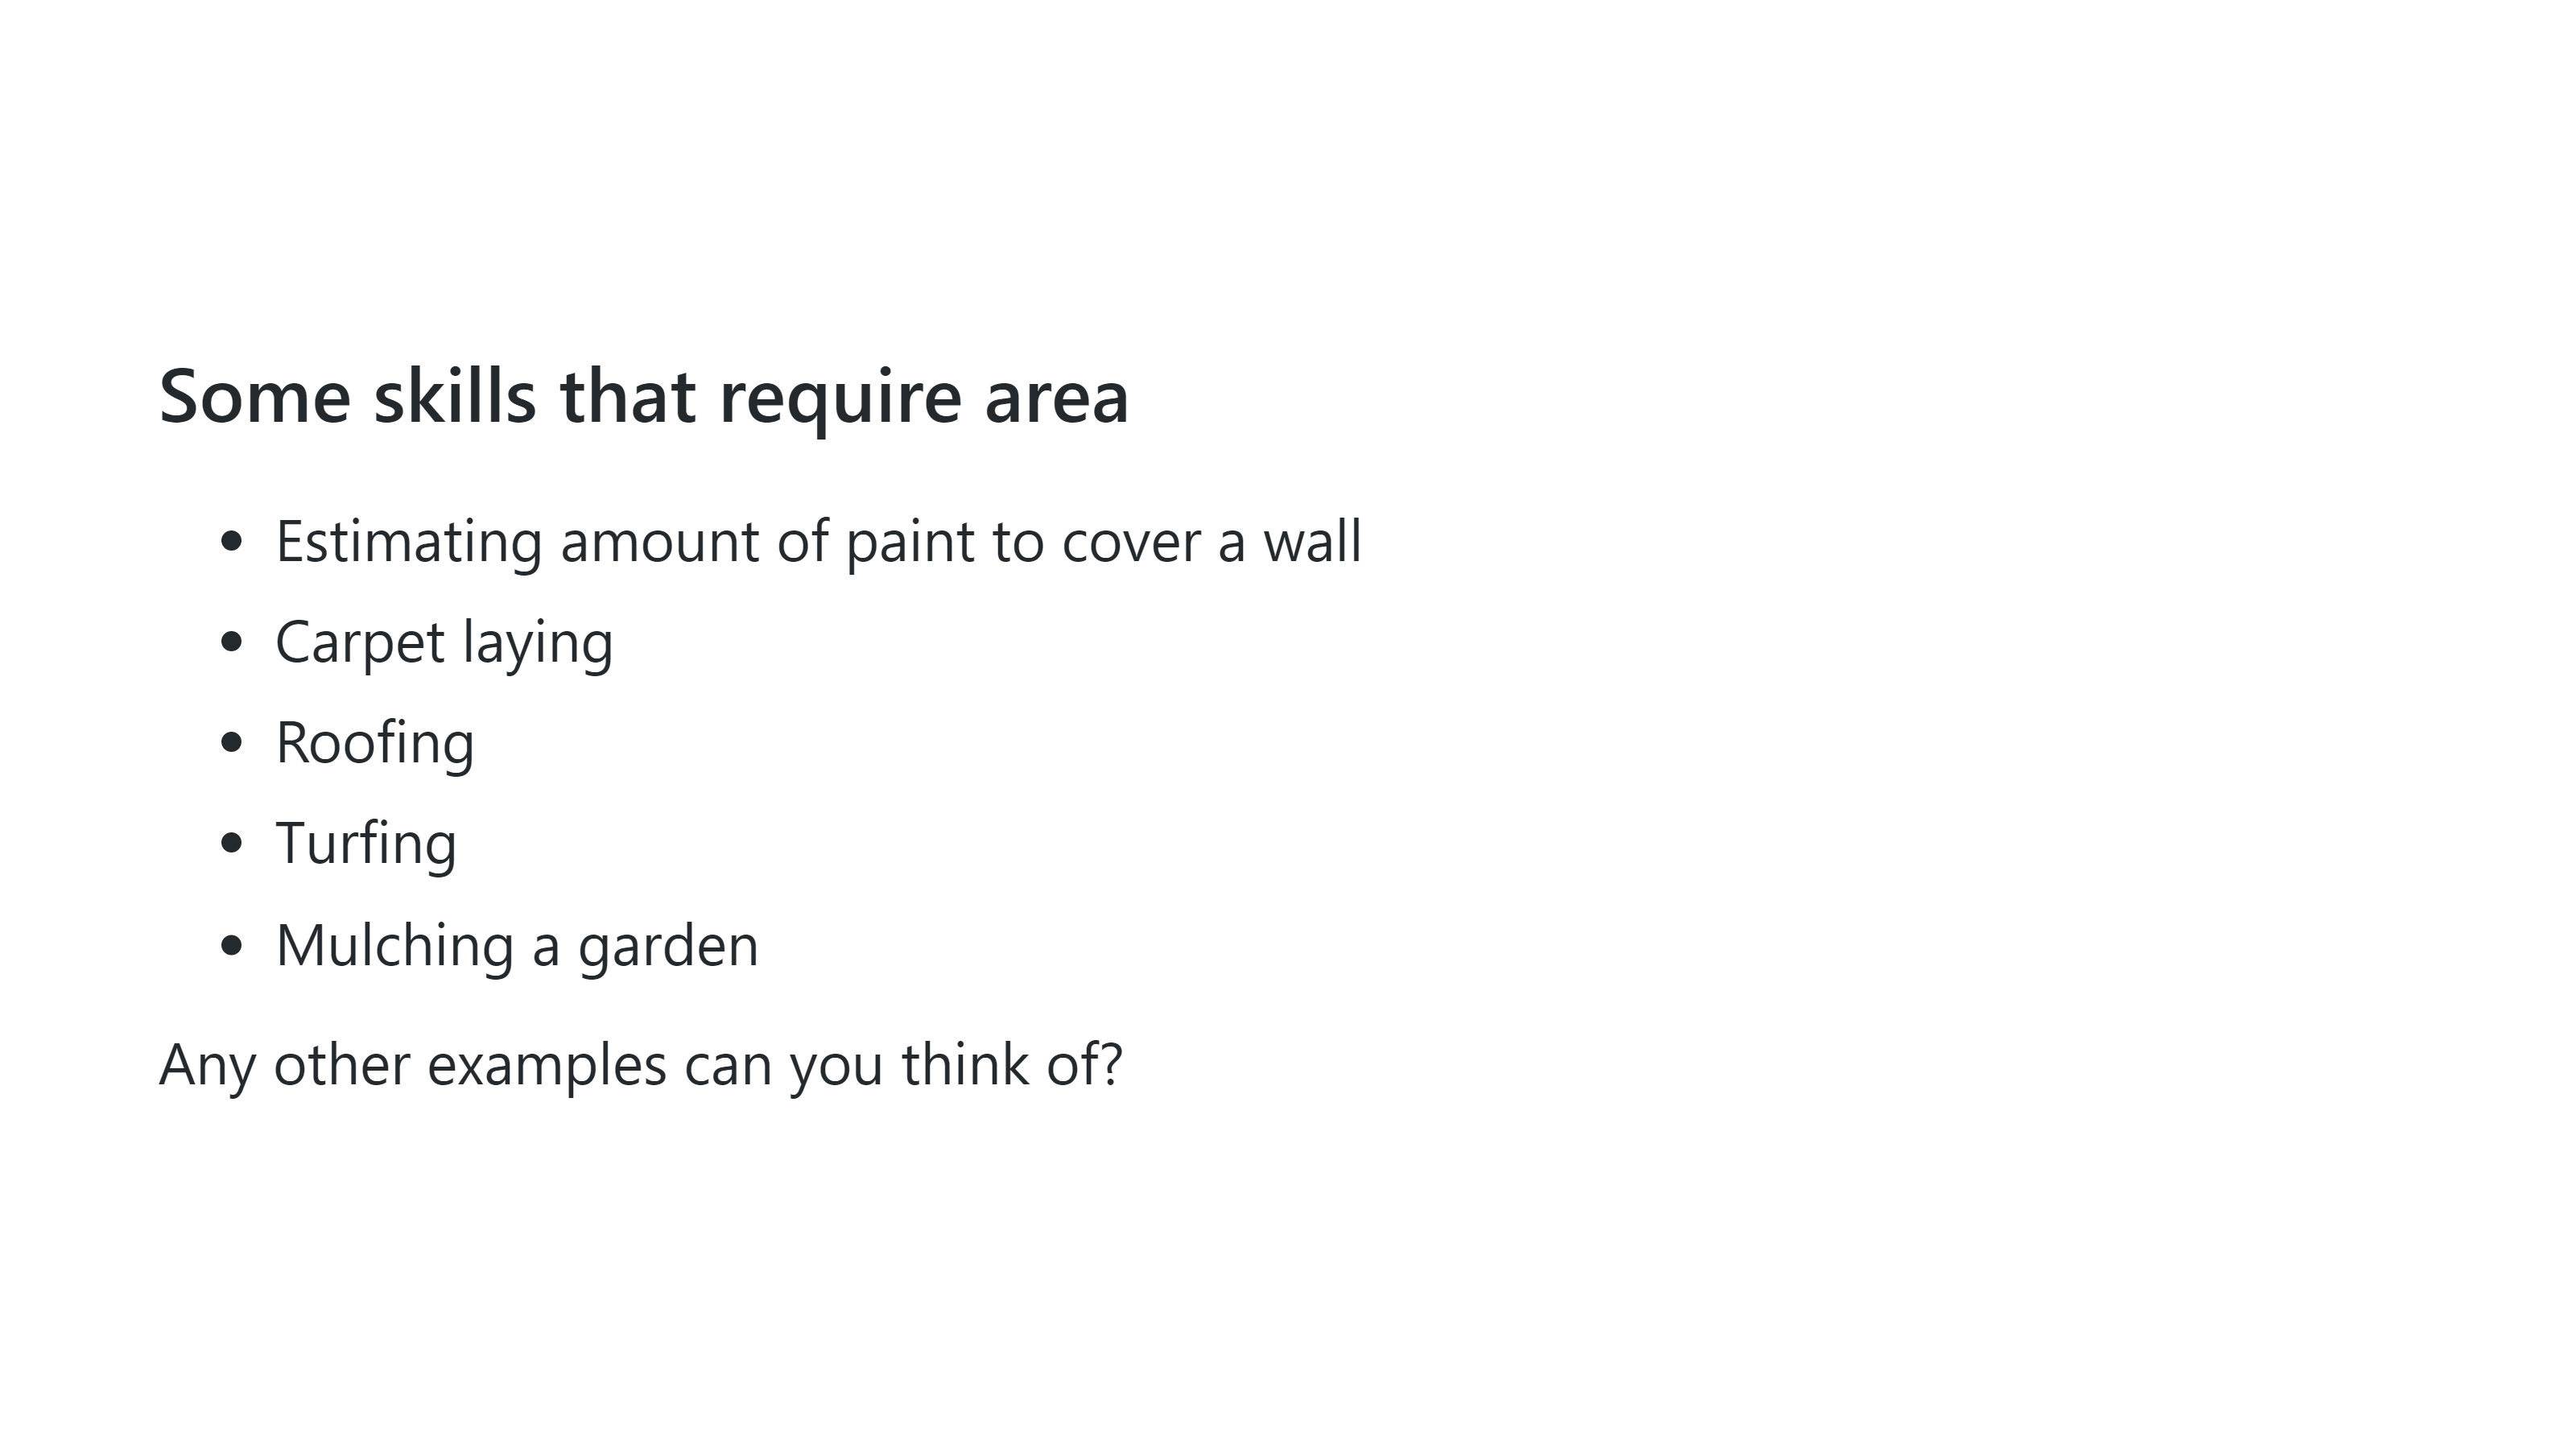 Some skills that require area
• Estimating amount of paint to cover a wall
• Carpet laying
• Roofing
• Turfing
• Mulching a garden
Any other examples can you think of?